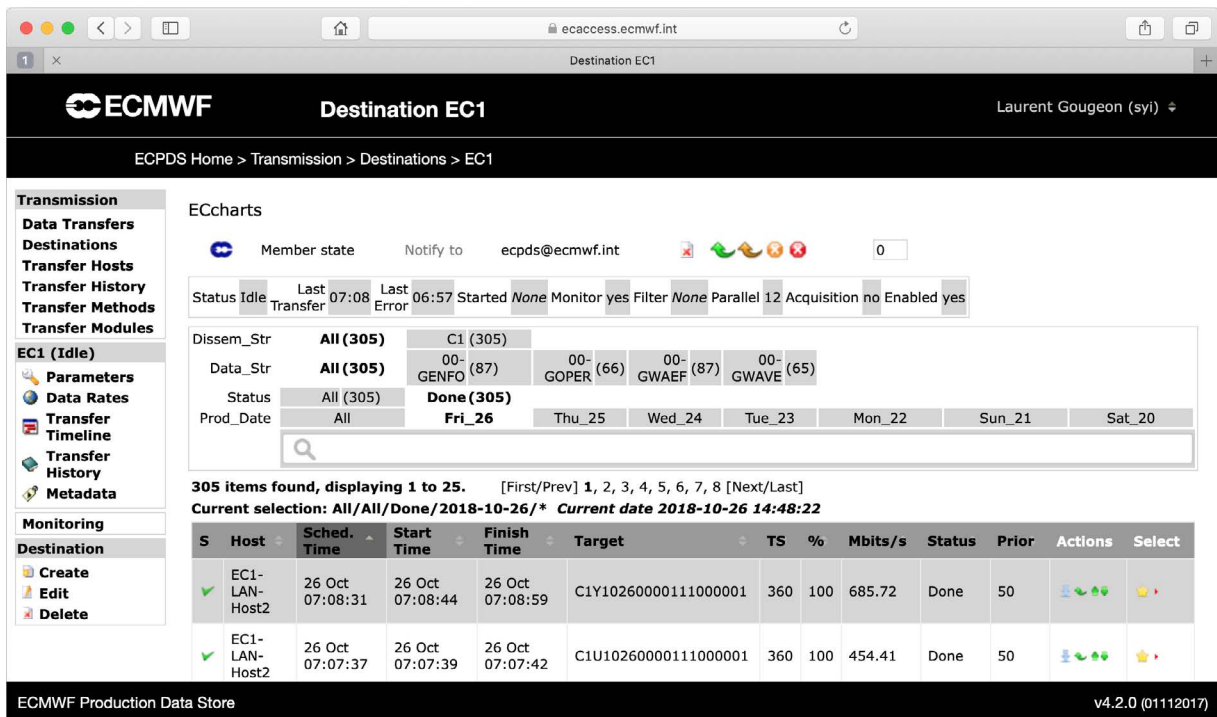 ecaccess.ecmwf.int
1
Destination EC1
ECMWF
Destination EC1
Laurent Gougeon (syi)
ECPDS Home > Transmission > Destinations > EC1
Transmission
Data Transfers
Destinations
Transfer Hosts
Transfer History
Transfer Methods
Transfer Modules
EC1 (Idle)
Parameters
Data Rates
Transfer
Timeline
Transfer
History
Metadata
Monitoring
Destination
Create
Edit
Delete
ECcharts
Member state Notify to ecpds@ecmwf.int 0
Status Idle Last Transfer 07:08 Last Error 06:57 Started None Monitor yes Filter None Parallel 12 Acquisition no Enabled yes
Dissem_Str All (305) C1 (305)
Data_Str All (305) 00-GENFO (87) 00-GOPER (66) 00-GWAEF (87) 00-GWAVE (65)
Status All (305) Done (305)
Prod_Date All Fri_26 Thu_25 Wed_24 Tue_23 Mon_22 Sun_21 Sat_20
305 items found, displaying 1 to 25. [First/Prev] 1, 2, 3, 4, 5, 6, 7, 8 [Next/Last]
Current selection: All/All/Done/2018-10-26/* Current date 2018-10-26 14:48:22
S Host Sched. Time Start Time Finish Time Target TS % Mbits/s Status Prior Actions Select
EC1-LAN-Host2 26 Oct 07:08:31 26 Oct 07:08:44 26 Oct 07:08:59 C1Y10260000111000001 360 100 685.72 Done 50
EC1-LAN-Host2 26 Oct 07:07:37 26 Oct 07:07:39 26 Oct 07:07:42 C1U10260000111000001 360 100 454.41 Done 50
ECMWF Production Data Store v4.2.0 (01112017)